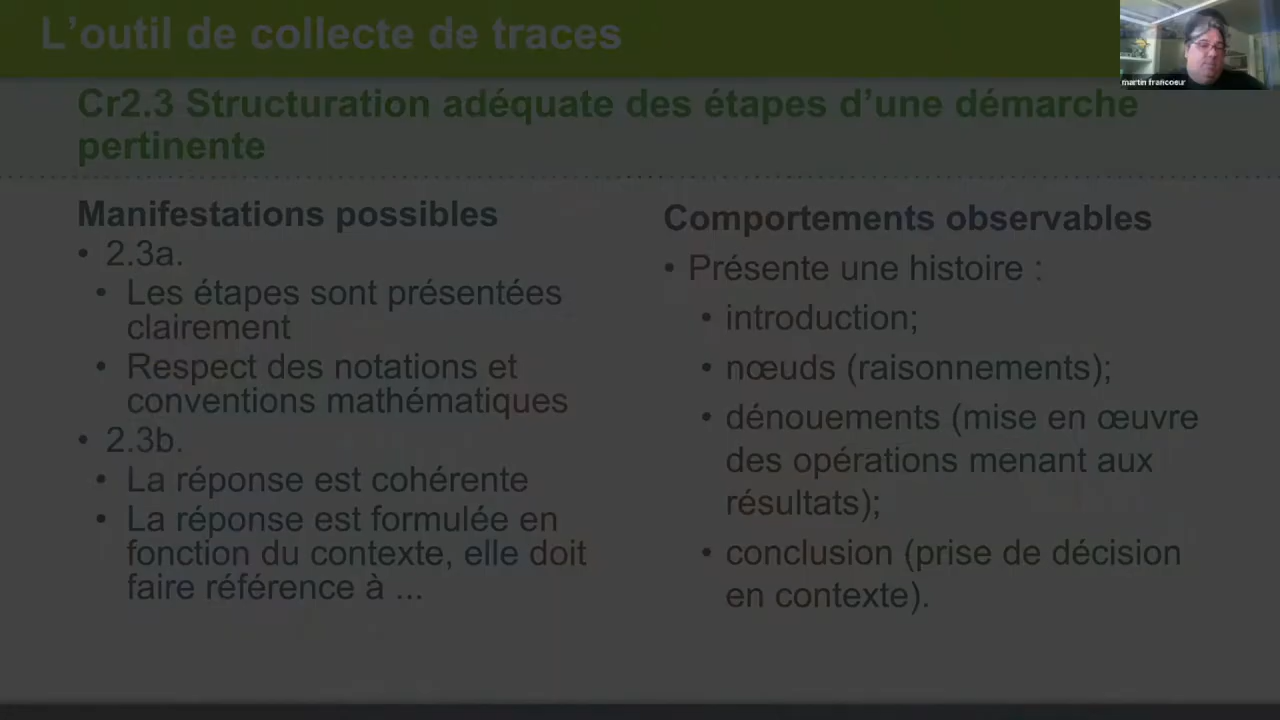 L’outil de collecte de traces
martin francoeur
Cr2.3 Structuration adéquate des étapes d’une démarche
pertinente
Manifestations possibles
• 2.3a.
• Les étapes sont présentées
clairement
• Respect des notations et
conventions mathématiques
• 2.3b.
• La réponse est cohérente
• La réponse est formulée en
fonction du contexte, elle doit
faire référence à ...
Comportements observables
• Présente une histoire :
• introduction;
• nœuds (raisonnements);
• dénouements (mise en œuvre
des opérations menant aux
résultats);
• conclusion (prise de décision
en contexte).